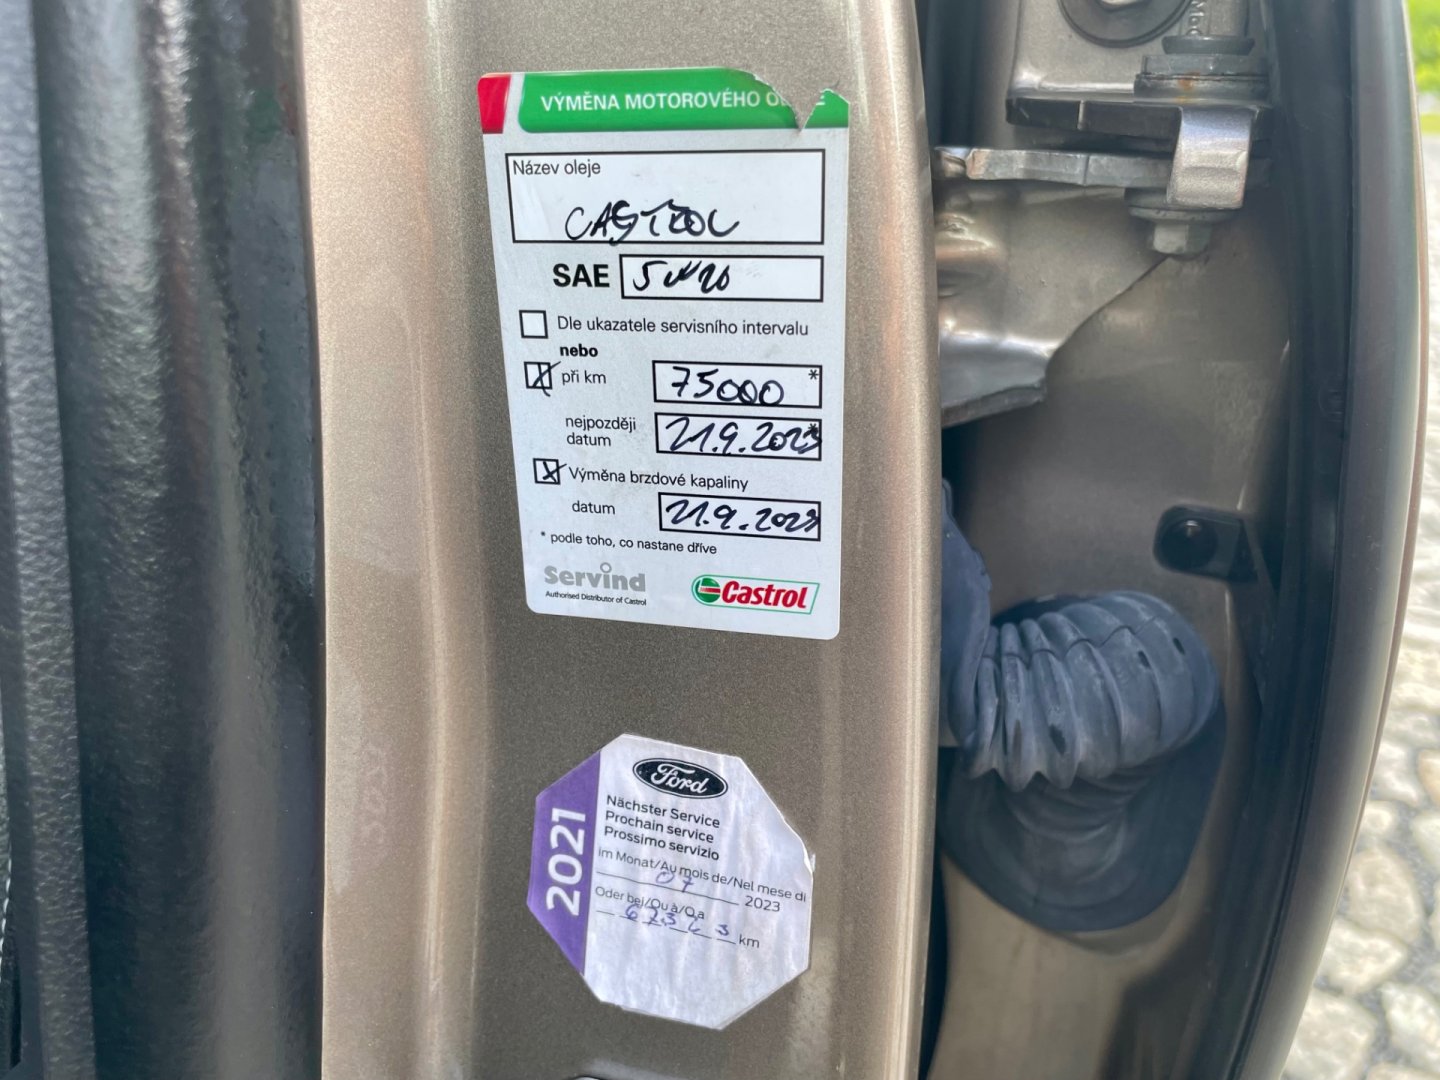 VÝMĚNA MOTOROVÉHO
Název oleje
CASTROL
SAE 5W20
Dle ukazatele servisního intervalu
nebo
při km 75000*
nejpozději
datum 21.9.2023*
Výměna brzdové kapaliny
datum 21.9.2023
* podle toho, co nastane dříve
Servind
Authorised Distributor of Castrol
Castrol
Ford
2021
Nächster Service
Prochain service
Prossimo servizio
im Monat/Au mois de/Nel mese di
07 2023
Oder bei/Ou à/O a
km